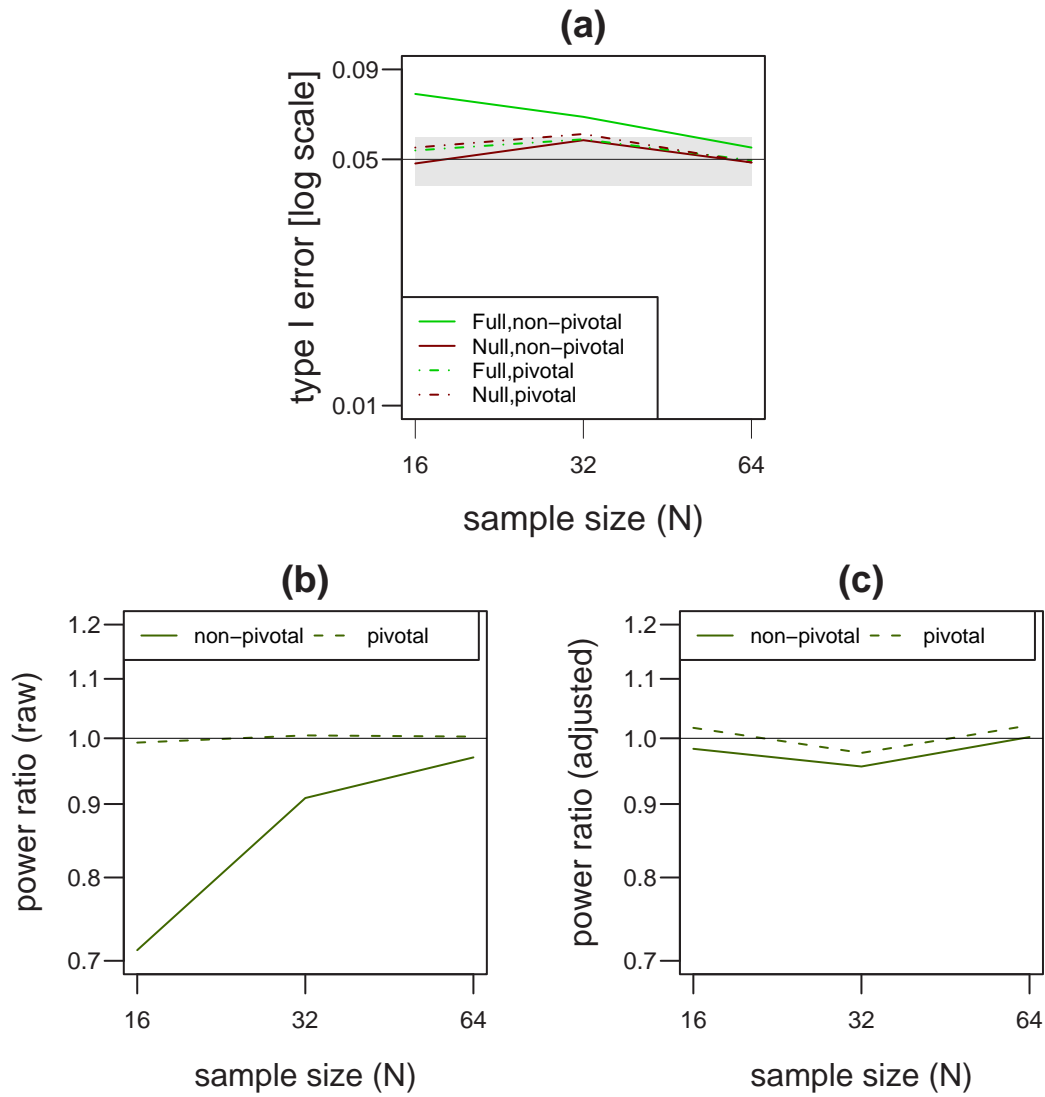 (a)
type I error [log scale]
0.09
0.05
0.01
Full,non−pivotal
Null,non−pivotal
Full,pivotal
Null,pivotal
16 32 64
sample size (N)
(b)
power ratio (raw)
1.2
1.1
1.0
0.9
0.8
0.7
non−pivotal pivotal
16 32 64
sample size (N)
(c)
power ratio (adjusted)
1.2
1.1
1.0
0.9
0.8
0.7
non−pivotal pivotal
16 32 64
sample size (N)